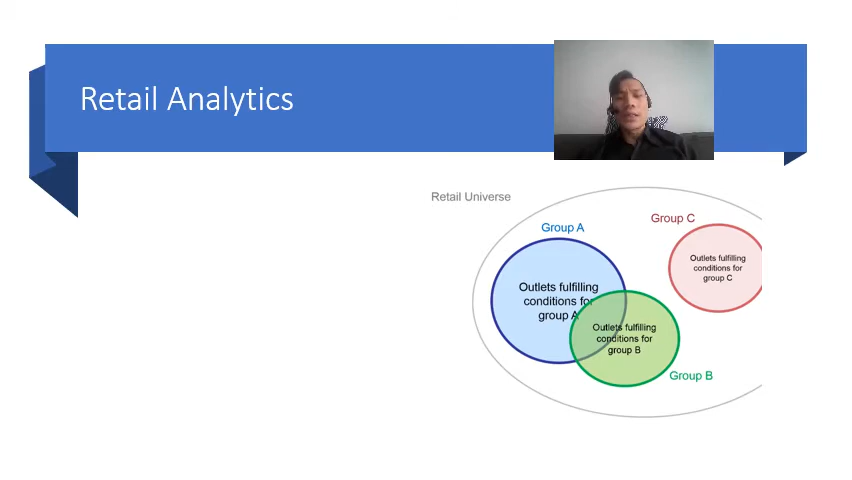 Retail Analytics
Retail Universe
Group C
Group A
Outlets fulfilling
conditions for
group C
Outlets fulfilling
conditions for
group A
Outlets fulfilling
conditions for
group B
Group B